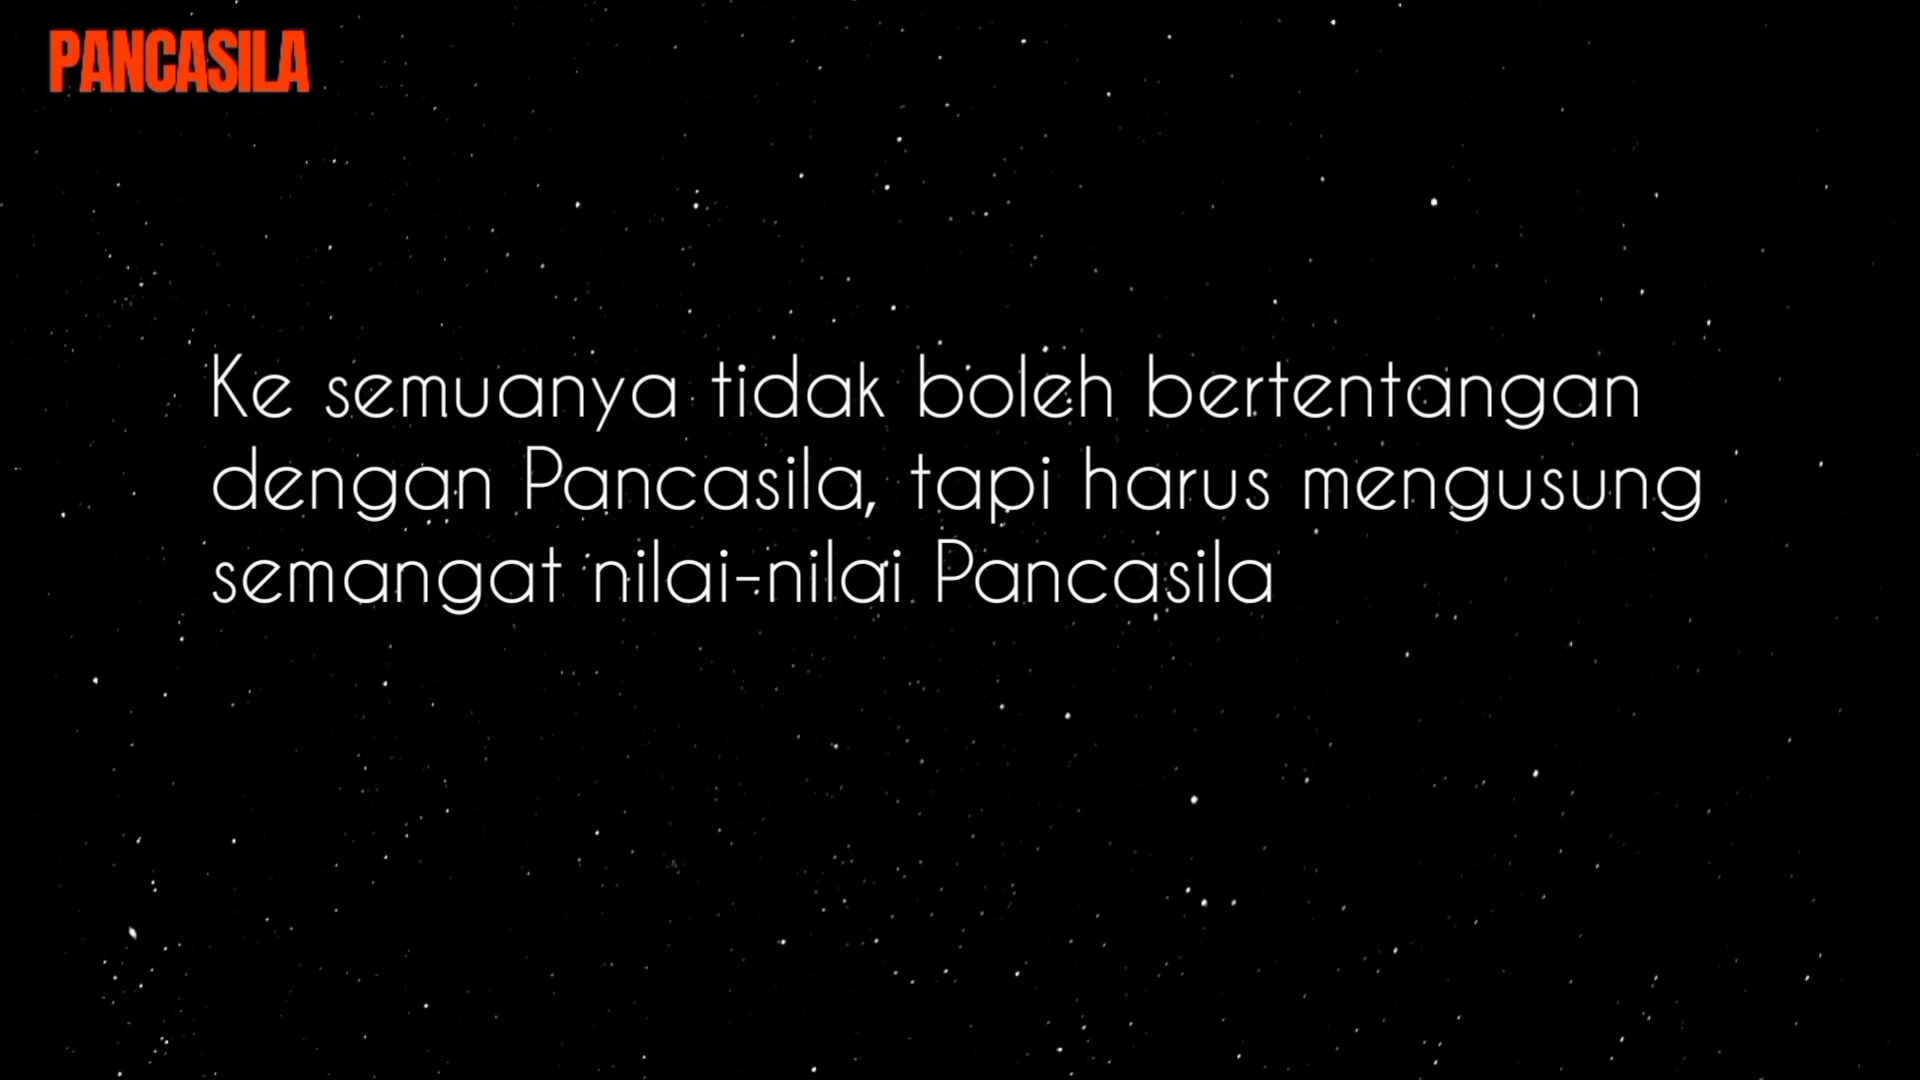 PANCASILA
Ke semuanya tidak boleh bertentangan
dengan Pancasila, tapi harus mengusung
semangat nilai-nilai Pancasila